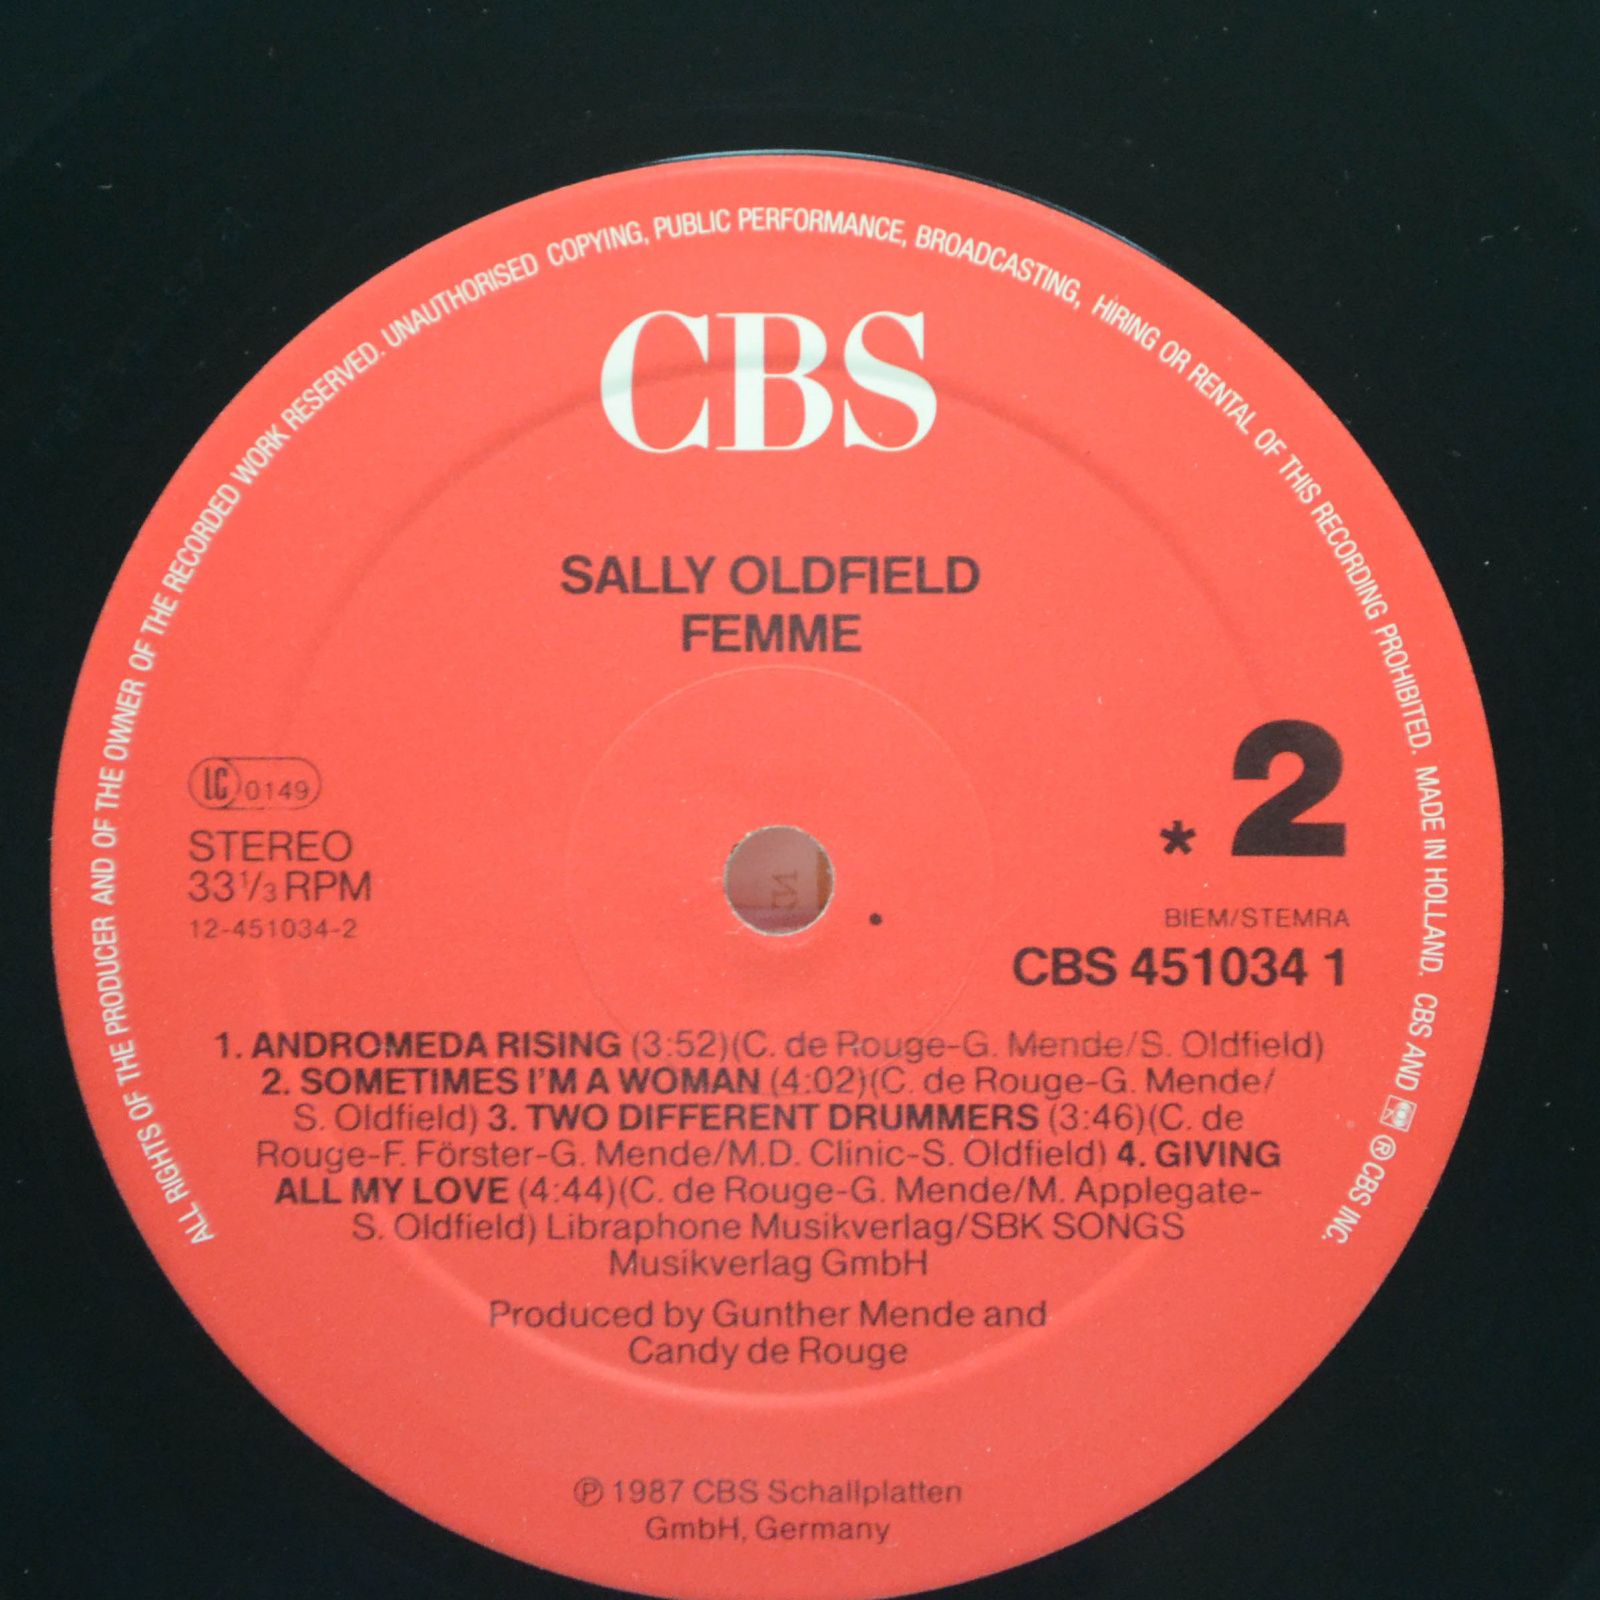 ALL RIGHTS OF THE PRODUCER AND OF THE OWNER OF THE RECORDED WORK RESERVED. UNAUTHORISED COPYING, PUBLIC PERFORMANCE, BROADCASTING, HIRING OR RENTAL OF THIS RECORDING PROHIBITED. MADE IN HOLLAND. CBS AND ® CBS INC.
CBS
SALLY OLDFIELD
FEMME
LC 0149
STEREO
33 1/3 RPM
12-451034-2
* 2
BIEM/STEMRA
CBS 451034 1
1. ANDROMEDA RISING (3:52)(C. de Rouge-G. Mende/S. Oldfield)
2. SOMETIMES I'M A WOMAN (4:02)(C. de Rouge-G. Mende/
S. Oldfield) 3. TWO DIFFERENT DRUMMERS (3:46)(C. de
Rouge-F. Förster-G. Mende/M.D. Clinic-S. Oldfield) 4. GIVING
ALL MY LOVE (4:44)(C. de Rouge-G. Mende/M. Applegate-
S. Oldfield) Libraphone Musikverlag/SBK SONGS
Musikverlag GmbH
Produced by Gunther Mende and
Candy de Rouge
℗ 1987 CBS Schallplatten
GmbH, Germany